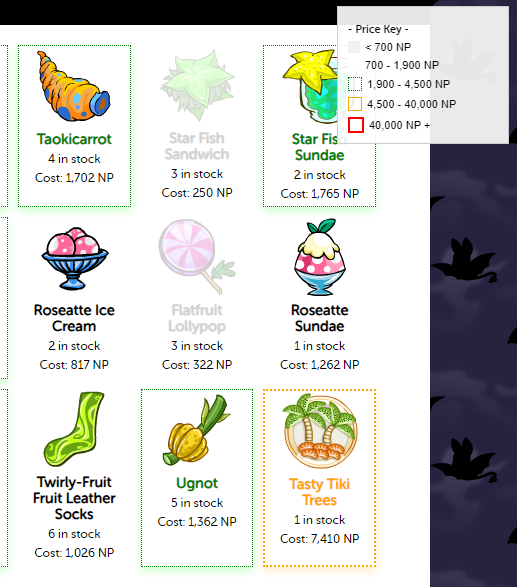 - Price Key -
< 700 NP
700 - 1,900 NP
1,900 - 4,500 NP
4,500 - 40,000 NP
40,000 NP +
Taokicarrot
4 in stock
Cost: 1,702 NP
Star Fish
Sandwich
3 in stock
Cost: 250 NP
Star Fish
Sundae
2 in stock
Cost: 1,765 NP
Roseatte Ice
Cream
2 in stock
Cost: 817 NP
Flatfruit
Lollypop
3 in stock
Cost: 322 NP
Roseatte
Sundae
1 in stock
Cost: 1,262 NP
Twirly-Fruit
Fruit Leather
Socks
6 in stock
Cost: 1,026 NP
Ugnot
5 in stock
Cost: 1,362 NP
Tasty Tiki
Trees
1 in stock
Cost: 7,410 NP